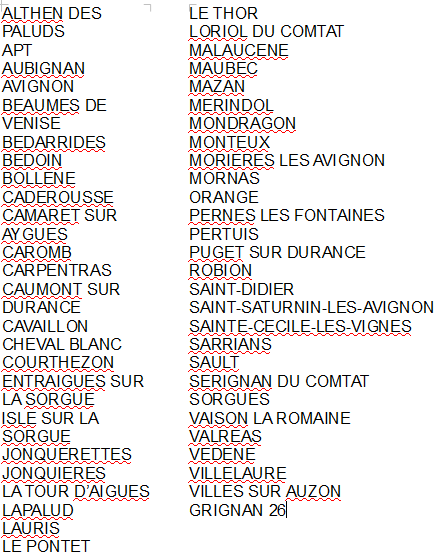 ALTHEN DES
PALUDS
APT
AUBIGNAN
AVIGNON
BEAUMES DE
VENISE
BEDARRIDES
BEDOIN
BOLLENE
CADEROUSSE
CAMARET SUR
AYGUES
CAROMB
CARPENTRAS
CAUMONT SUR
DURANCE
CAVAILLON
CHEVAL BLANC
COURTHEZON
ENTRAIGUES SUR
LA SORGUE
ISLE SUR LA
SORGUE
JONQUERETTES
JONQUIERES
LA TOUR D'AIGUES
LAPALUD
LAURIS
LE PONTET
LE THOR
LORIOL DU COMTAT
MALAUCENE
MAUBEC
MAZAN
MERINDOL
MONDRAGON
MONTEUX
MORIERES LES AVIGNON
MORNAS
ORANGE
PERNES LES FONTAINES
PERTUIS
PUGET SUR DURANCE
ROBION
SAINT-DIDIER
SAINT-SATURNIN-LES-AVIGNON
SAINTE-CECILE-LES-VIGNES
SARRIANS
SAULT
SERIGNAN DU COMTAT
SORGUES
VAISON LA ROMAINE
VALREAS
VEDENE
VILLELAURE
VILLES SUR AUZON
GRIGNAN 26